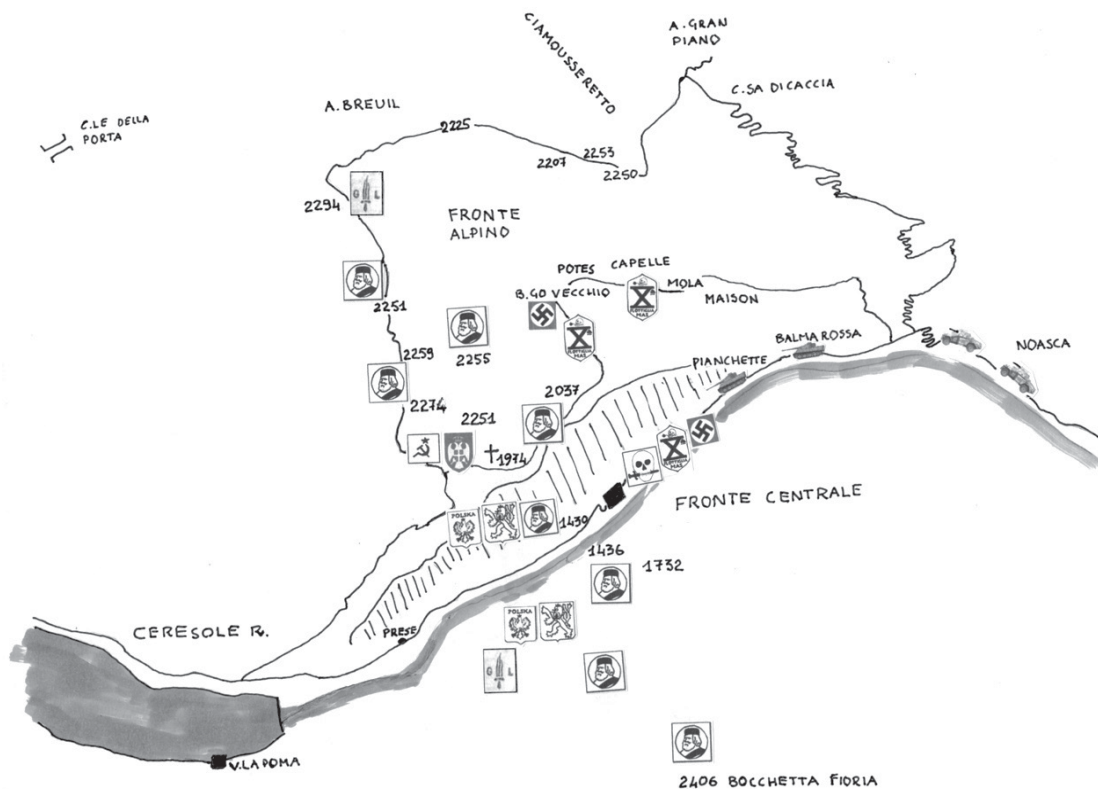 CIAMOUSSERETTO
A. GRAN
PIANO
C.SA DI CACCIA
A. BREUIL
C.LE DELLA
PORTA
2225
2253
2207
2250
2294
G L
FRONTE
ALPINO
POTES CAPELLE
MOLA
MAISON
B.GO VECCHIO
X
X
2251
2255
2259
2274
2251
2037
1974
PIANCHETTE
BALMA ROSSA
NOASCA
POLSKA
1439
X
FRONTE CENTRALE
1436
1732
POLSKA
G L
PRESE
CERESOLE R.
V. LA POMA
2406 BOCCHETTA FIORIA